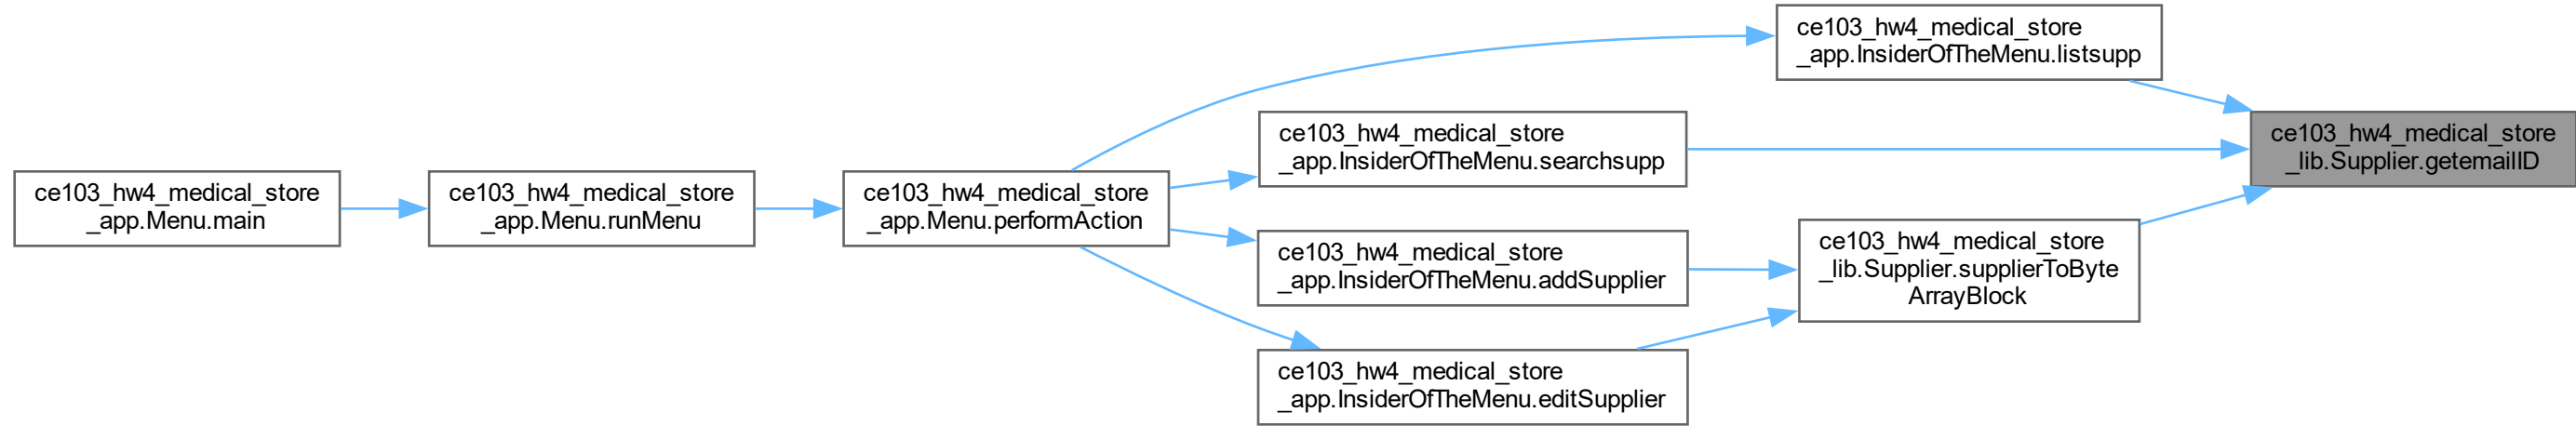 ce103_hw4_medical_store
_app.Menu.main
ce103_hw4_medical_store
_app.Menu.runMenu
ce103_hw4_medical_store
_app.Menu.performAction
ce103_hw4_medical_store
_app.InsiderOfTheMenu.listsupp
ce103_hw4_medical_store
_app.InsiderOfTheMenu.searchsupp
ce103_hw4_medical_store
_app.InsiderOfTheMenu.addSupplier
ce103_hw4_medical_store
_app.InsiderOfTheMenu.editSupplier
ce103_hw4_medical_store
_lib.Supplier.supplierToByte
ArrayBlock
ce103_hw4_medical_store
_lib.Supplier.getemailID